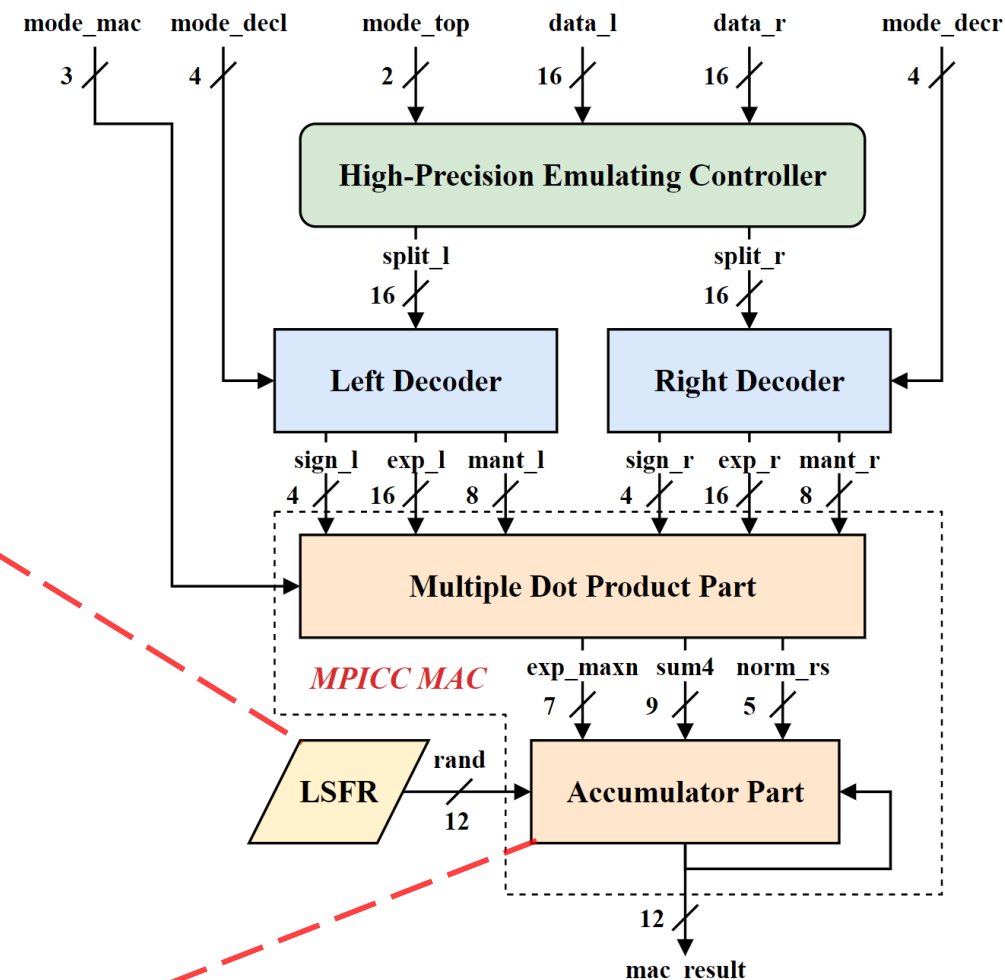 mode_mac mode_decl mode_top data_l data_r mode_decr
3 4 2 16 16 4
High-Precision Emulating Controller
split_l split_r
16 16
Left Decoder Right Decoder
sign_l exp_l mant_l sign_r exp_r mant_r
4 16 8 4 16 8
Multiple Dot Product Part
MPICC MAC exp_maxn sum4 norm_rs
7 9 5
rand
LSFR Accumulator Part
12
12
mac_result